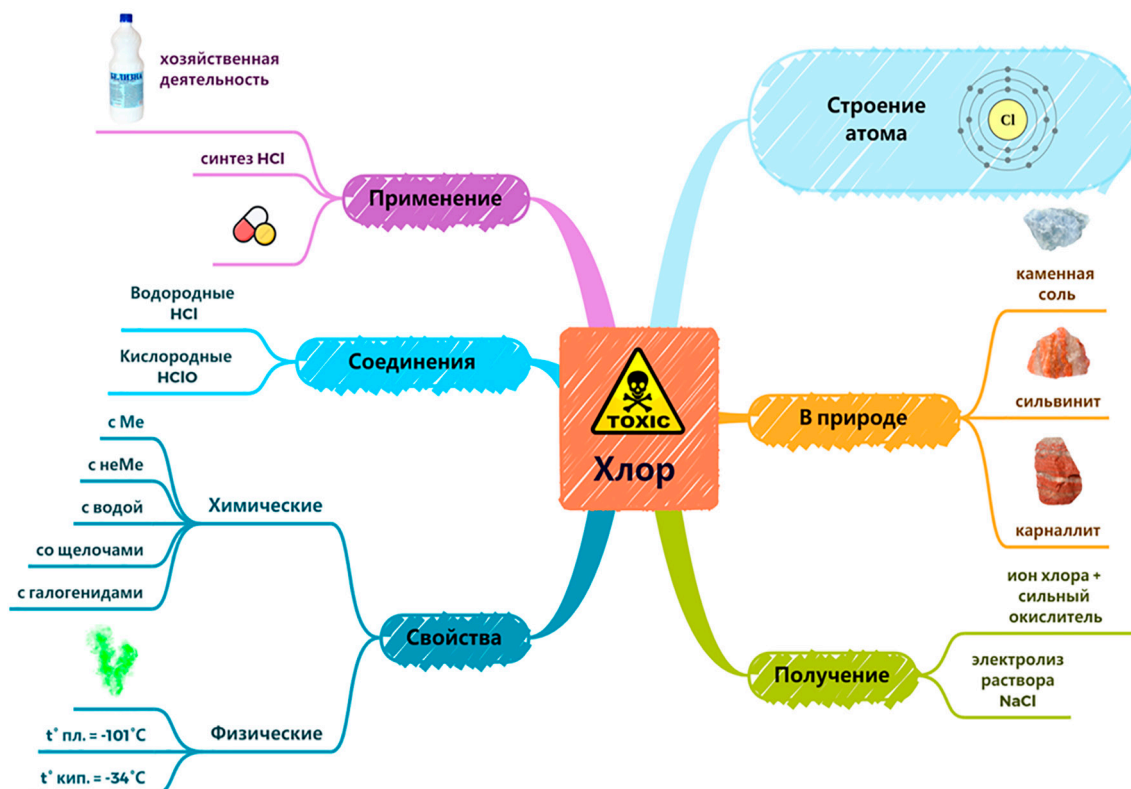 БЕЛИЗНА
хозяйственная
деятельность
синтез HCl
Применение
Водородные
HCl
Кислородные
HClO
Соединения
с Ме
с неМе
с водой
со щелочами
с галогенидами
Химические
Свойства
Физические
t° пл. = -101°C
t° кип. = -34°C
TOXIC
Хлор
Строение
атома
Cl
В природе
каменная
соль
сильвинит
карналлит
Получение
ион хлора +
сильный
окислитель
электролиз
раствора
NaCl